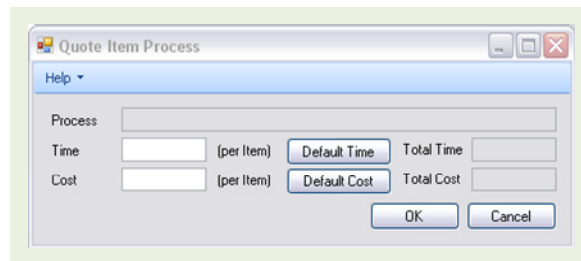 Quote Item Process
Help
Process
Time (per Item) Default Time Total Time
Cost (per Item) Default Cost Total Cost
OK Cancel